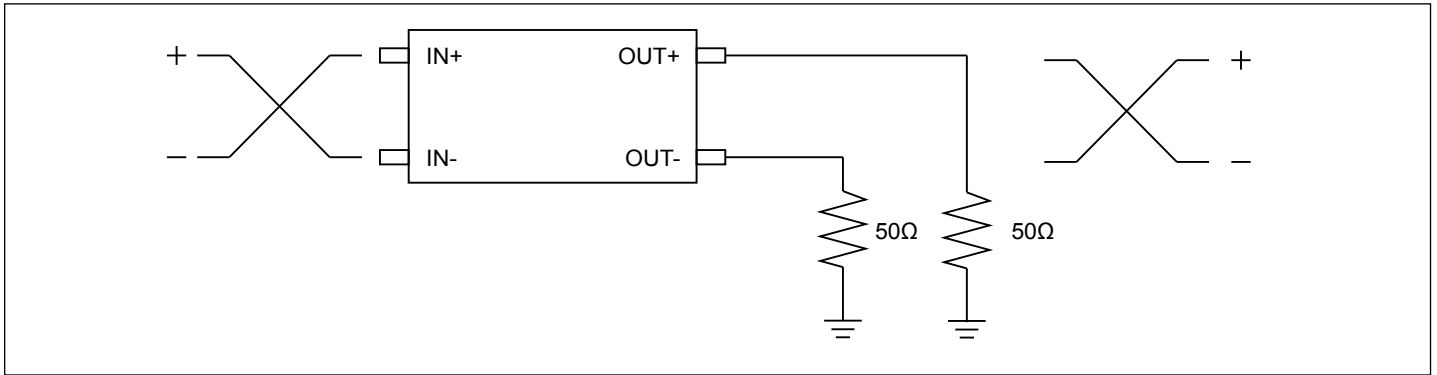 + IN+ OUT+ +
− IN- OUT- −
50Ω 50Ω